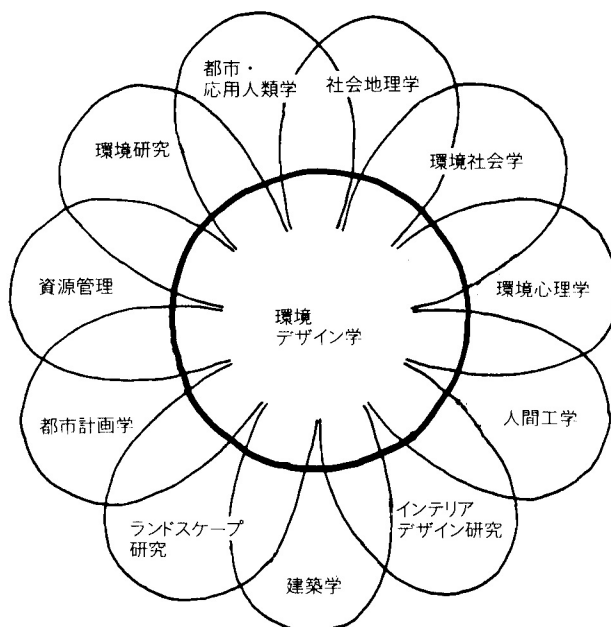 都市・
応用人類学
社会地理学
環境研究
環境社会学
資源管理
環境心理学
環境
デザイン学
都市計画学
人間工学
ランドスケープ
研究
インテリア
デザイン研究
建築学